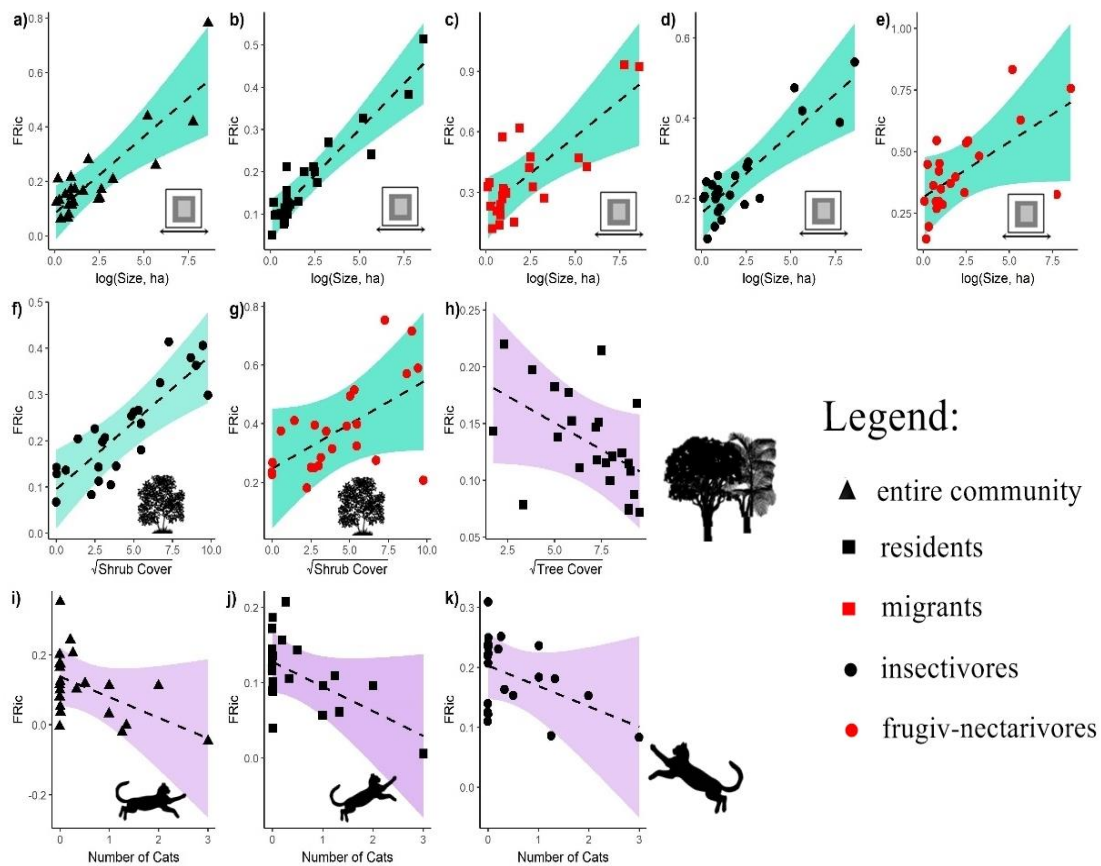 a)
0.8
0.6
0.4
0.2
0.0
FRic
0.0 2.5 5.0 7.5
log(Size, ha)
b)
0.5
0.4
0.3
0.2
0.1
0.0
FRic
0.0 2.5 5.0 7.5
log(Size, ha)
c)
0.9
0.6
0.3
FRic
0.0 2.5 5.0 7.5
log(Size, ha)
d)
0.6
0.4
0.2
FRic
0.0 2.5 5.0 7.5
log(Size, ha)
e)
1.00
0.75
0.50
0.25
FRic
0.0 2.5 5.0 7.5
log(Size, ha)
f)
0.5
0.4
0.3
0.2
0.1
0.0
FRic
0.0 2.5 5.0 7.5 10.0
√Shrub Cover
g)
0.8
0.6
0.4
0.2
FRic
0.0 2.5 5.0 7.5 10.0
√Shrub Cover
h)
0.25
0.20
0.15
0.10
0.05
FRic
2.5 5.0 7.5
√Tree Cover
Legend:
entire community
residents
migrants
insectivores
frugiv-nectarivores
i)
0.2
0.0
-0.2
FRic
0 1 2 3
Number of Cats
j)
0.2
0.1
0.0
FRic
0 1 2 3
Number of Cats
k)
0.3
0.2
0.1
0.0
FRic
0 1 2 3
Number of Cats